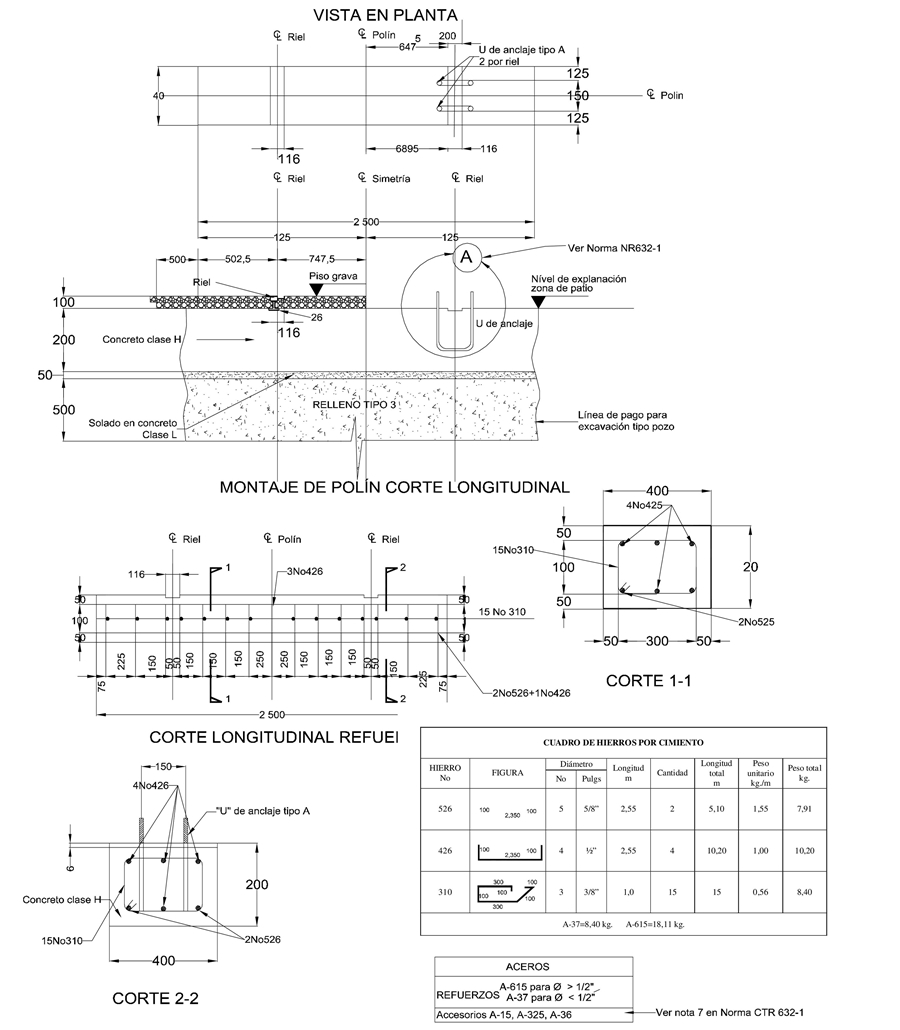 VISTA EN PLANTA
℄ Riel
℄ Polín
5
200
647
U de anclaje tipo A
2 por riel
40
125
150
125
℄ Polin
116
6895
116
℄ Riel
℄ Simetría
℄ Riel
2 500
125
125
500
502,5
747,5
A
Ver Norma NR632-1
Riel
Piso grava
Nível de explanación
zona de patio
100
26
116
U de anclaje
200
Concreto clase H
50
500
RELLENO TIPO 3
Solado en concreto
Clase L
Línea de pago para
excavación tipo pozo
MONTAJE DE POLÍN CORTE LONGITUDINAL
400
4No425
50
15No310
100
20
50
2No525
50
300
50
CORTE 1-1
℄ Riel
℄ Polín
℄ Riel
116
1
3No426
2
50
50
15 No 310
100
50
50
75
225
150
50
50
150
150
250
250
150
150
150
50
50
150
225
75
1
2
2No526+1No426
2 500
CORTE LONGITUDINAL REFUEI
150
4No426
"U" de anclaje tipo A
6
200
Concreto clase H
15No310
2No526
400
CORTE 2-2
CUADRO DE HIERROS POR CIMIENTO
HIERRO No FIGURA Diámetro No Pulgs Longitud m Cantidad Longitud total m Peso unitario kg./m Peso total kg.
526 100 2,350 100 5 5/8" 2,55 2 5,10 1,55 7,91
426 100 2,350 100 4 ½" 2,55 4 10,20 1,00 10,20
310 300 100 100 100 100 300 3 3/8" 1,0 15 15 0,56 8,40
A-37=8,40 kg. A-615=18,11 kg.
ACEROS
REFUERZOS A-615 para Ø > 1/2"
A-37 para Ø < 1/2"
Accesorios A-15, A-325, A-36
Ver nota 7 en Norma CTR 632-1